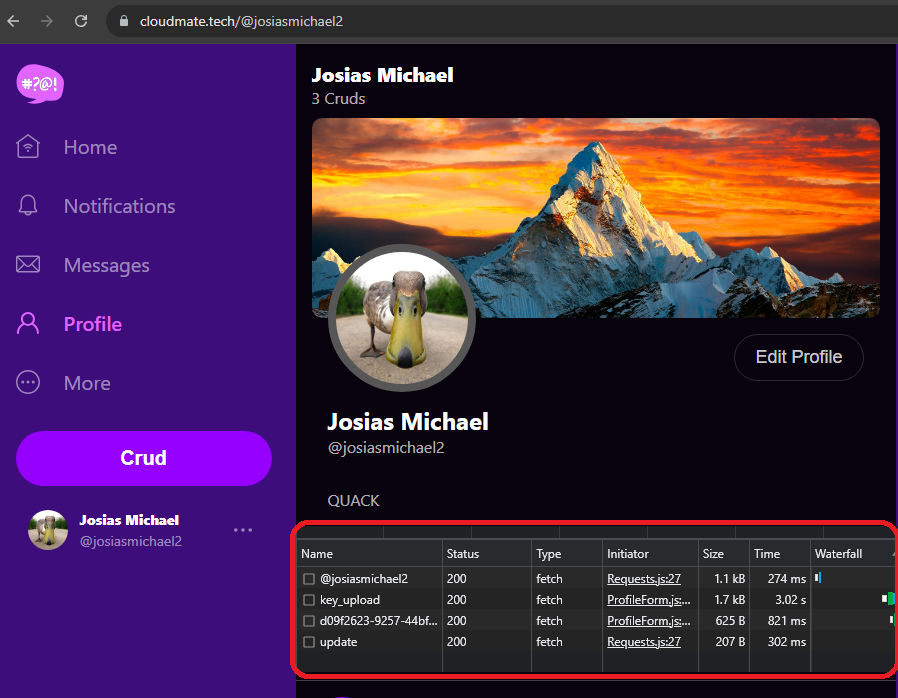 cloudmate.tech/@josiasmichael2
#?@!
Home
Notifications
Messages
Profile
More
Crud
Josias Michael
@josiasmichael2
Josias Michael
3 Cruds
Edit Profile
Josias Michael
@josiasmichael2
QUACK
Name Status Type Initiator Size Time Waterfall
@josiasmichael2 200 fetch Requests.js:27 1.1 kB 274 ms
key_upload 200 fetch ProfileForm.js:... 1.7 kB 3.02 s
d09f2623-9257-44bf... 200 fetch ProfileForm.js:... 625 B 821 ms
update 200 fetch Requests.js:27 207 B 302 ms